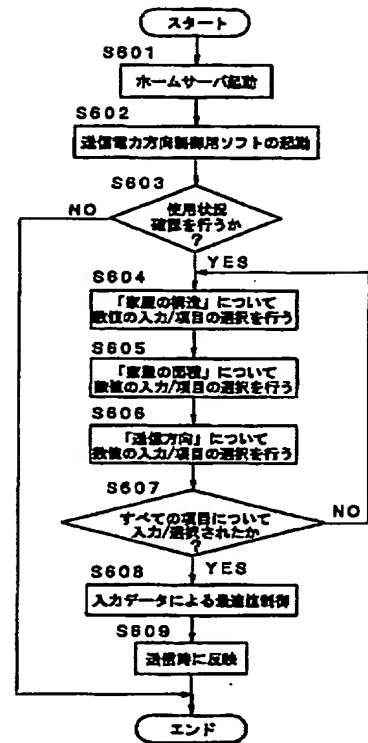 スタート
S601
ホームサーバ起動
S602
送信電力方向制御用ソフトの起動
S603
使用状況
確認を行うか
?
NO
YES
S604
「家屋の構造」について
数値の入力/項目の選択を行う
S605
「家屋の面積」について
数値の入力/項目の選択を行う
S606
「送信方向」について
数値の入力/項目の選択を行う
S607
すべての項目について
入力/選択されたか
?
NO
YES
S608
入力データによる最適値制御
S609
送信時に反映
エンド